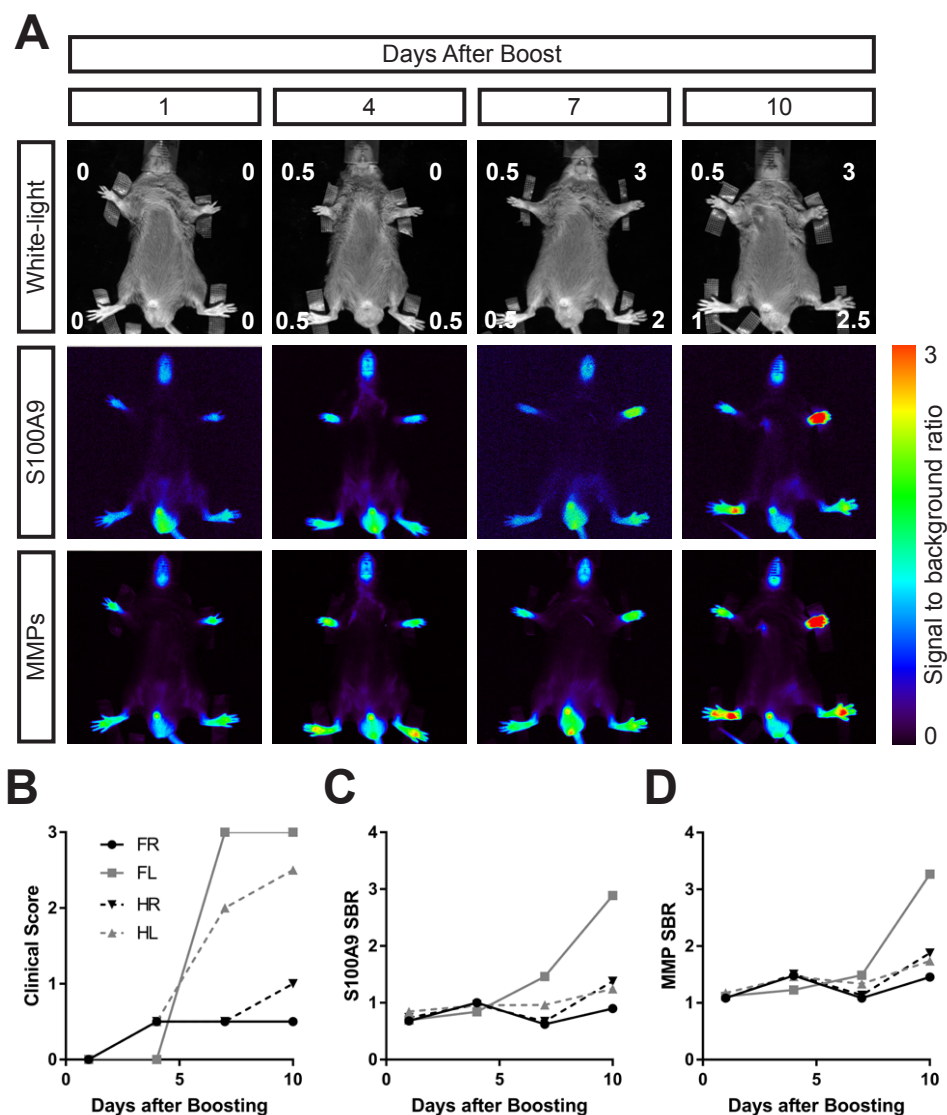 A
Days After Boost
1 4 7 10
White-light
0 0 0.5 0 0.5 3 0.5 3
0 0 0.5 0.5 0.5 2 1 2.5
S100A9
MMPs
3
Signal to background ratio
0
B
Clinical Score
3
2
1
0
FR
FL
HR
HL
0 5 10
Days after Boosting
C
S100A9 SBR
4
3
2
1
0
0 5 10
Days after Boosting
D
MMP SBR
4
3
2
1
0
0 5 10
Days after Boosting